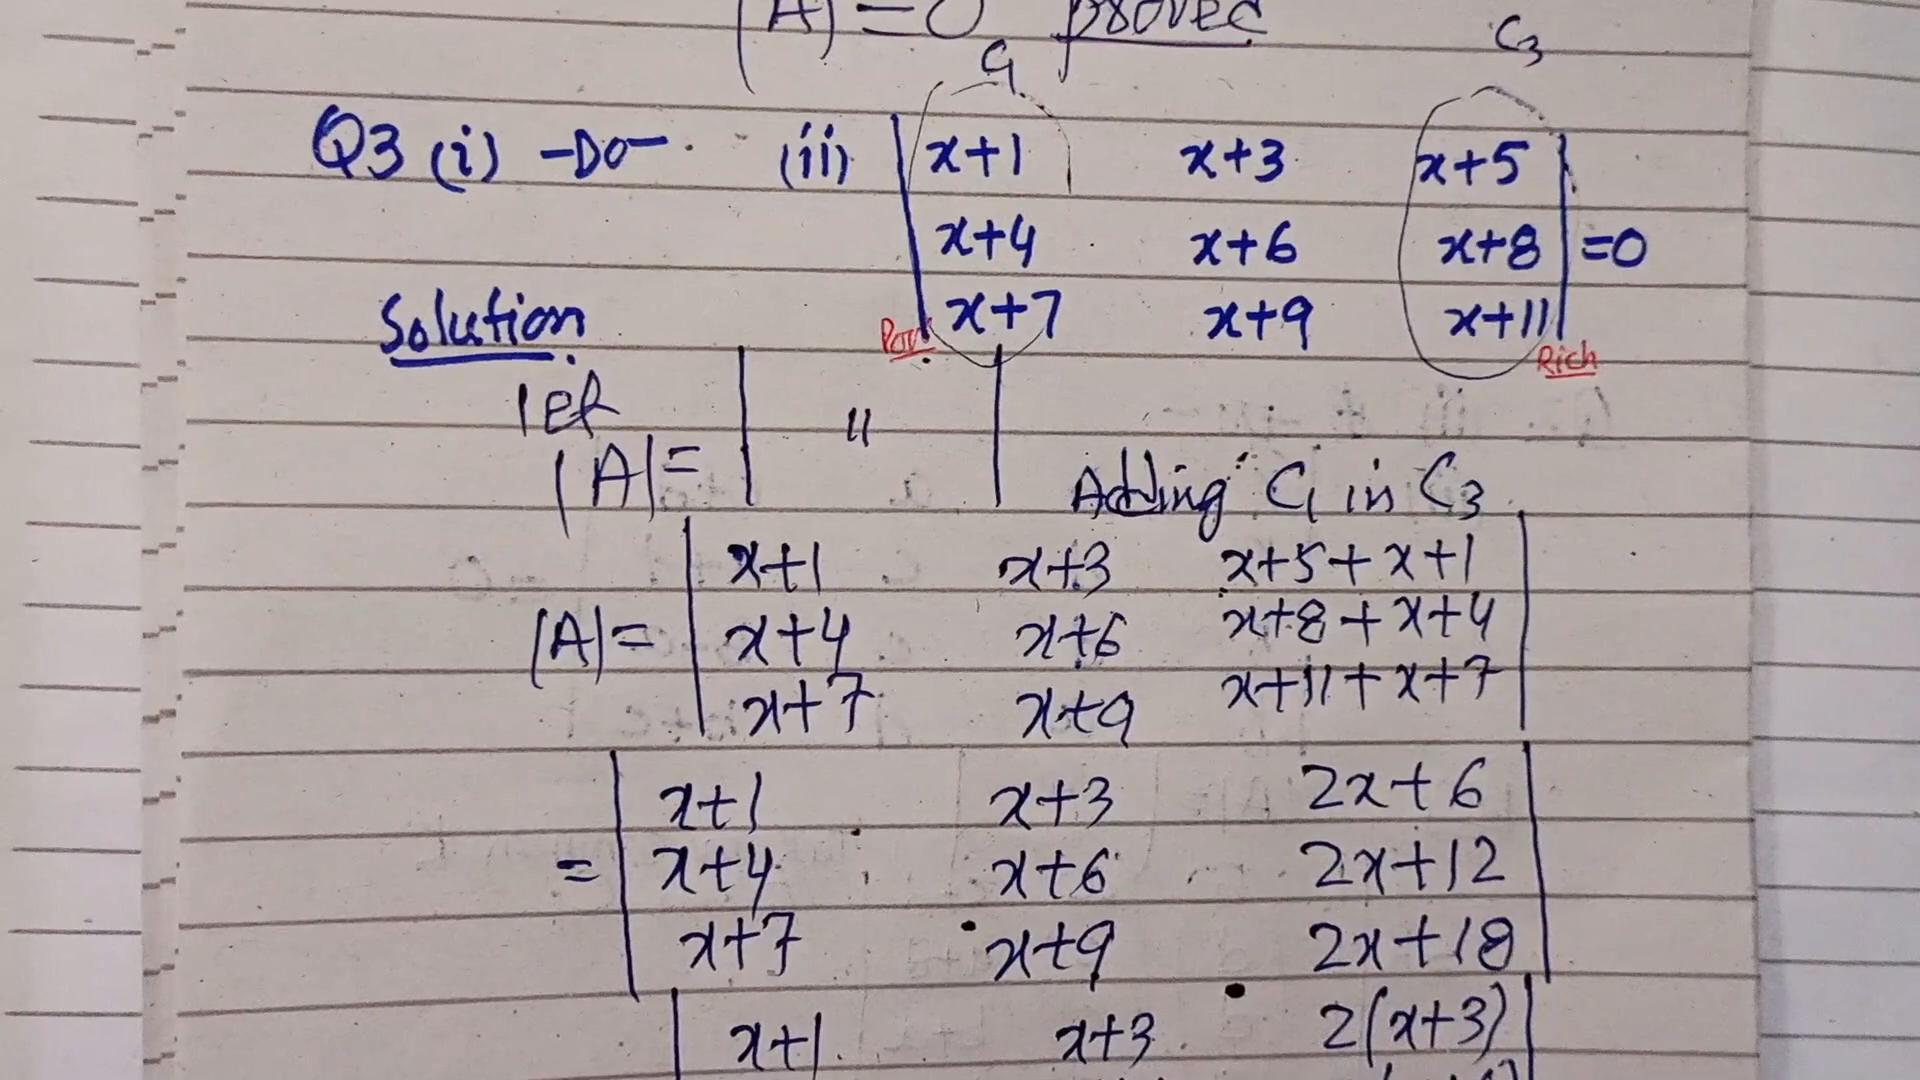 |A|=0 proved
C₁ C₃
Q3 (i) -Do- (ii) | x+1 x+3 x+5 |
| x+4 x+6 x+8 | =0
Solution | x+7 x+9 x+11 |
Poor Rich
let
|A|= | " |
Adding C₁ in C₃
| x+1 x+3 x+5+x+1 |
|A|= | x+4 x+6 x+8+x+4 |
| x+7 x+9 x+11+x+7 |
| x+1 x+3 2x+6 |
= | x+4 x+6 2x+12 |
| x+7 x+9 2x+18 |
| x+1 x+3 2(x+3) |